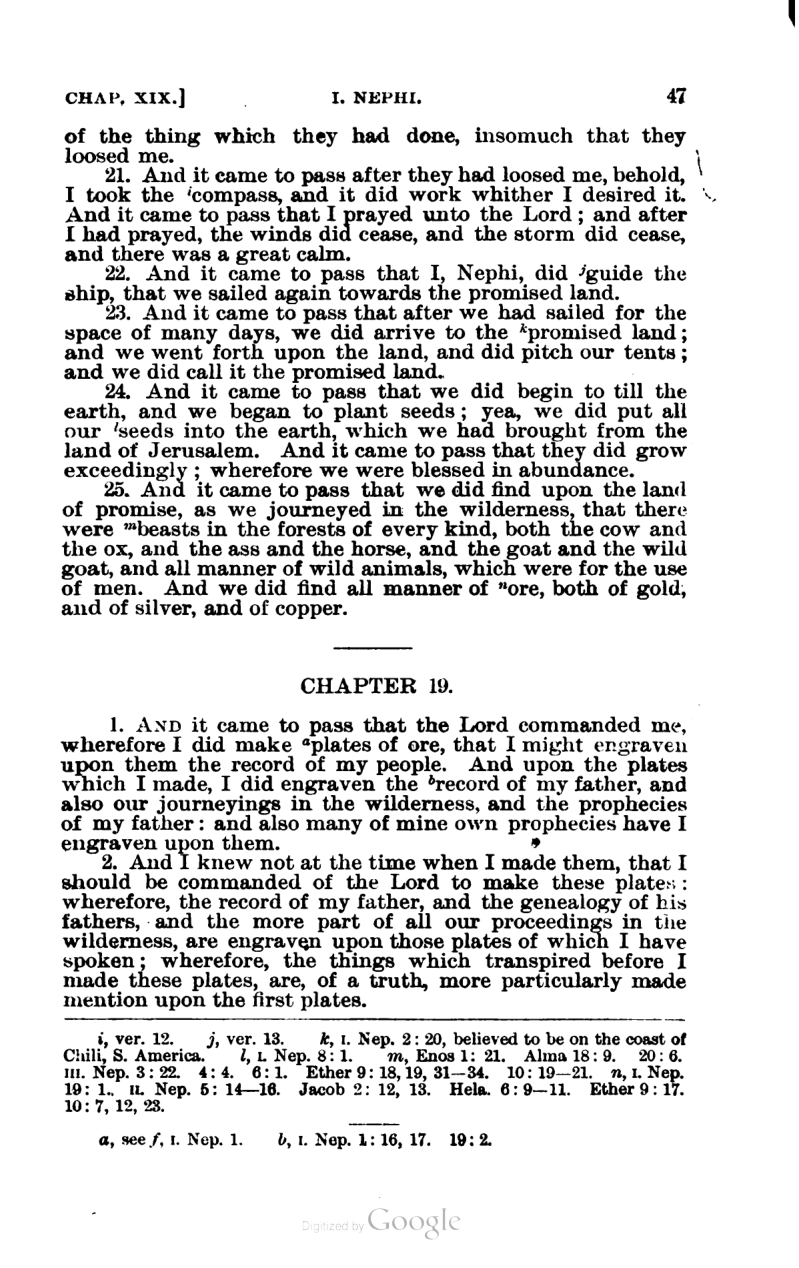 CHAP. XIX.] I. NEPHI. 47
of the thing which they had done, insomuch that they
loosed me.
21. And it came to pass after they had loosed me, behold,
I took the ⁱcompass, and it did work whither I desired it.
And it came to pass that I prayed unto the Lord; and after
I had prayed, the winds did cease, and the storm did cease,
and there was a great calm.
22. And it came to pass that I, Nephi, did ʲguide the
ship, that we sailed again towards the promised land.
23. And it came to pass that after we had sailed for the
space of many days, we did arrive to the ᵏpromised land;
and we went forth upon the land, and did pitch our tents;
and we did call it the promised land.
24. And it came to pass that we did begin to till the
earth, and we began to plant seeds; yea, we did put all
our ˡseeds into the earth, which we had brought from the
land of Jerusalem. And it came to pass that they did grow
exceedingly; wherefore we were blessed in abundance.
25. And it came to pass that we did find upon the land
of promise, as we journeyed in the wilderness, that there
were ᵐbeasts in the forests of every kind, both the cow and
the ox, and the ass and the horse, and the goat and the wild
goat, and all manner of wild animals, which were for the use
of men. And we did find all manner of ⁿore, both of gold,
and of silver, and of copper.
CHAPTER 19.
1. AND it came to pass that the Lord commanded me,
wherefore I did make ᵃplates of ore, that I might engraven
upon them the record of my people. And upon the plates
which I made, I did engraven the ᵇrecord of my father, and
also our journeyings in the wilderness, and the prophecies
of my father: and also many of mine own prophecies have I
engraven upon them.
2. And I knew not at the time when I made them, that I
should be commanded of the Lord to make these plates:
wherefore, the record of my father, and the genealogy of his
fathers, and the more part of all our proceedings in the
wilderness, are engraven upon those plates of which I have
spoken; wherefore, the things which transpired before I
made these plates, are, of a truth, more particularly made
mention upon the first plates.
i, ver. 12. j, ver. 13. k, I. Nep. 2: 20, believed to be on the coast of
Chili, S. America. l, I. Nep. 8: 1. m, Enos 1: 21. Alma 18: 9. 20: 6.
III. Nep. 3: 22. 4: 4. 6: 1. Ether 9: 18, 19, 31—34. 10: 19—21. n, I. Nep.
19: 1.. II. Nep. 5: 14—16. Jacob 2: 12, 13. Hela. 6: 9—11. Ether 9: 17.
10: 7, 12, 23.
a, see f, I. Nep. 1. b, I. Nep. 1: 16, 17. 19: 2.
Digitized by Google